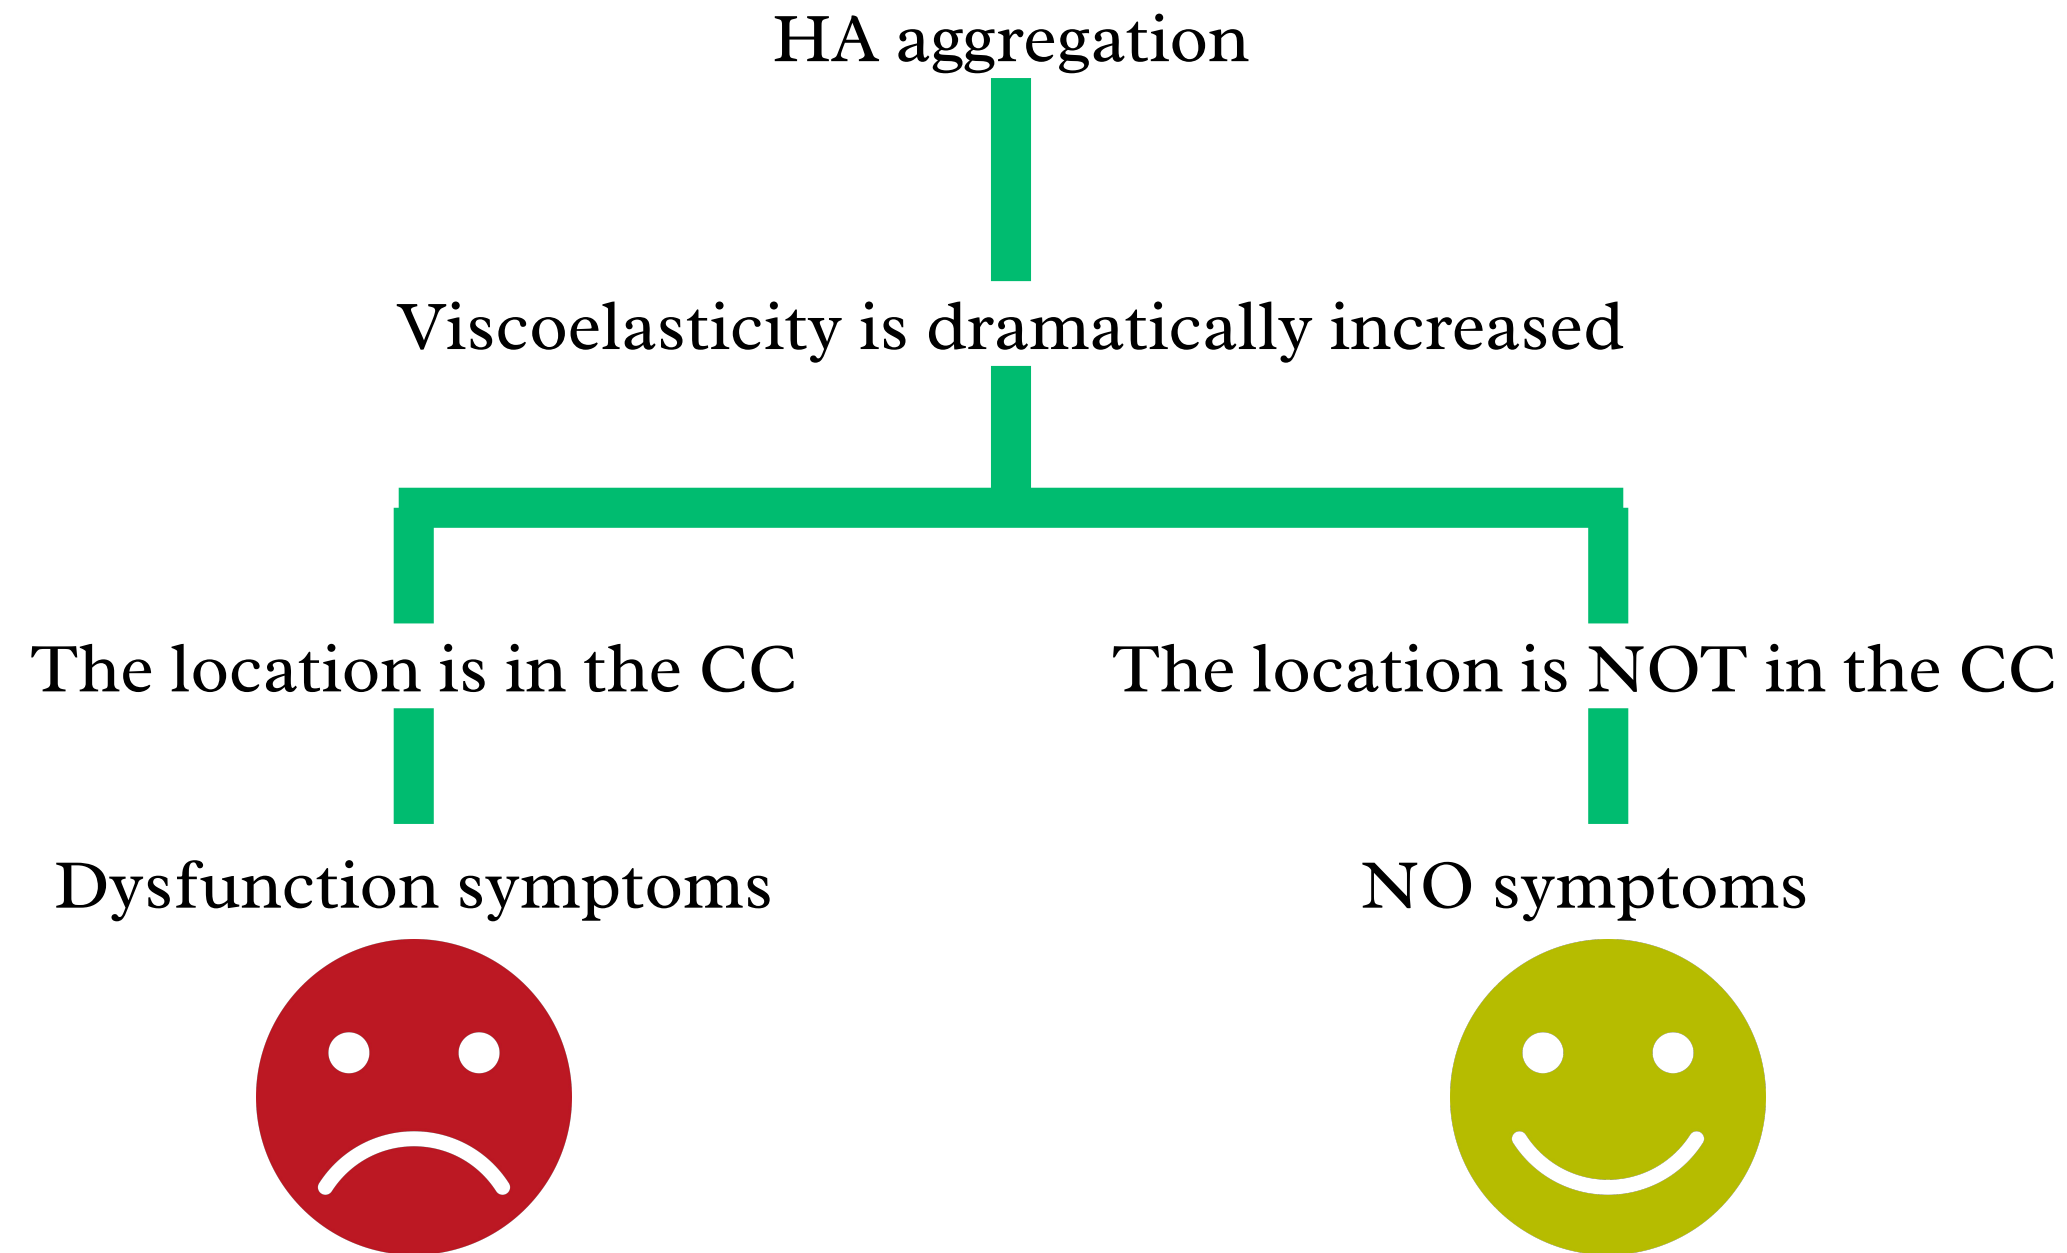 HA aggregation
Viscoelasticity is dramatically increased
The location is in the CC
The location is NOT in the CC
Dysfunction symptoms
NO symptoms